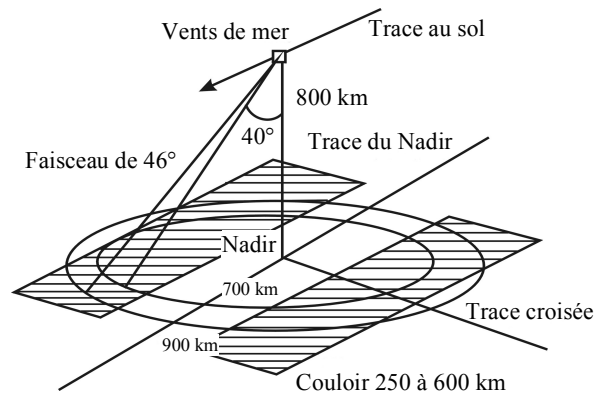 Vents de mer
Trace au sol
800 km
40°
Trace du Nadir
Faisceau de 46°
Nadir
700 km
Trace croisée
900 km
Couloir 250 à 600 km